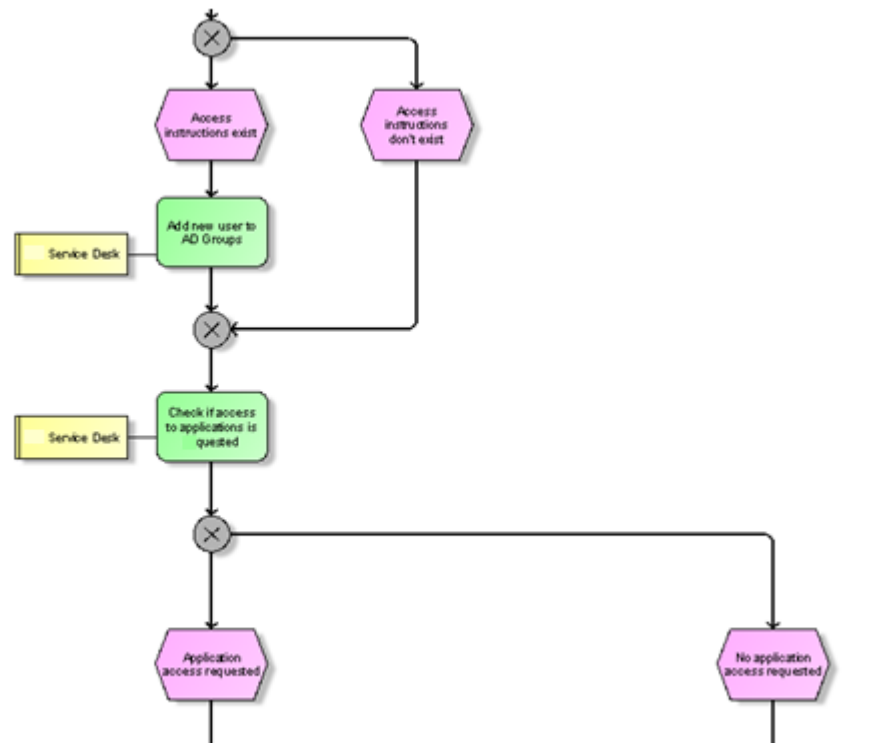 Access
instructions exist
Access
instructions
don't exist
Add new user to
AD Groups
Service Desk
Check if access
to applications is
quested
Service Desk
Application
access requested
No application
access requested